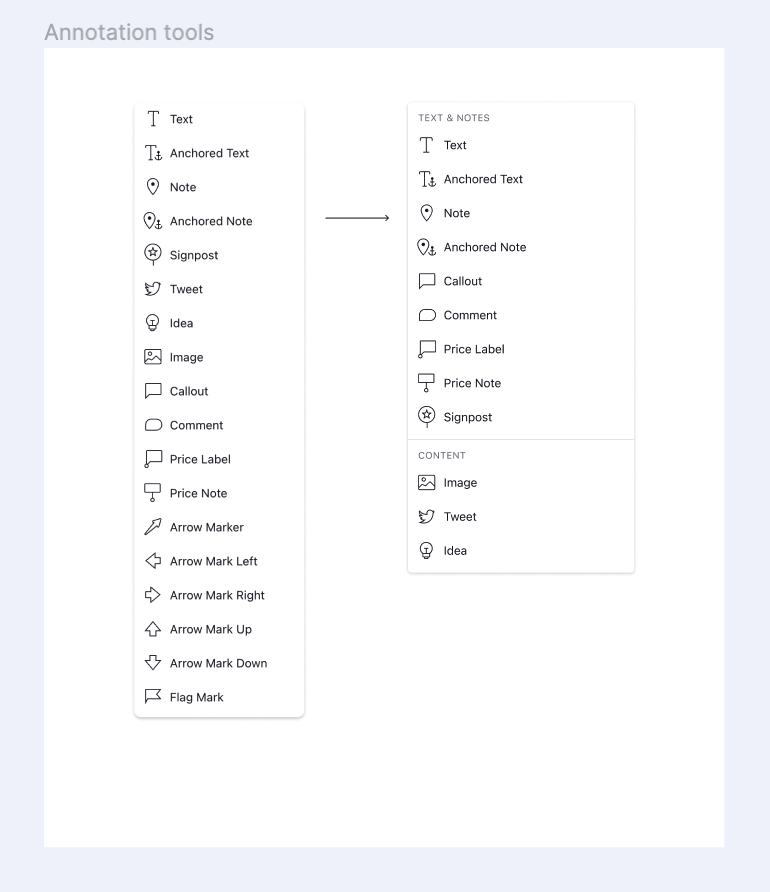 Annotation tools
Text
Anchored Text
Note
Anchored Note
Signpost
Tweet
Idea
Image
Callout
Comment
Price Label
Price Note
Arrow Marker
Arrow Mark Left
Arrow Mark Right
Arrow Mark Up
Arrow Mark Down
Flag Mark
TEXT & NOTES
Text
Anchored Text
Note
Anchored Note
Callout
Comment
Price Label
Price Note
Signpost
CONTENT
Image
Tweet
Idea